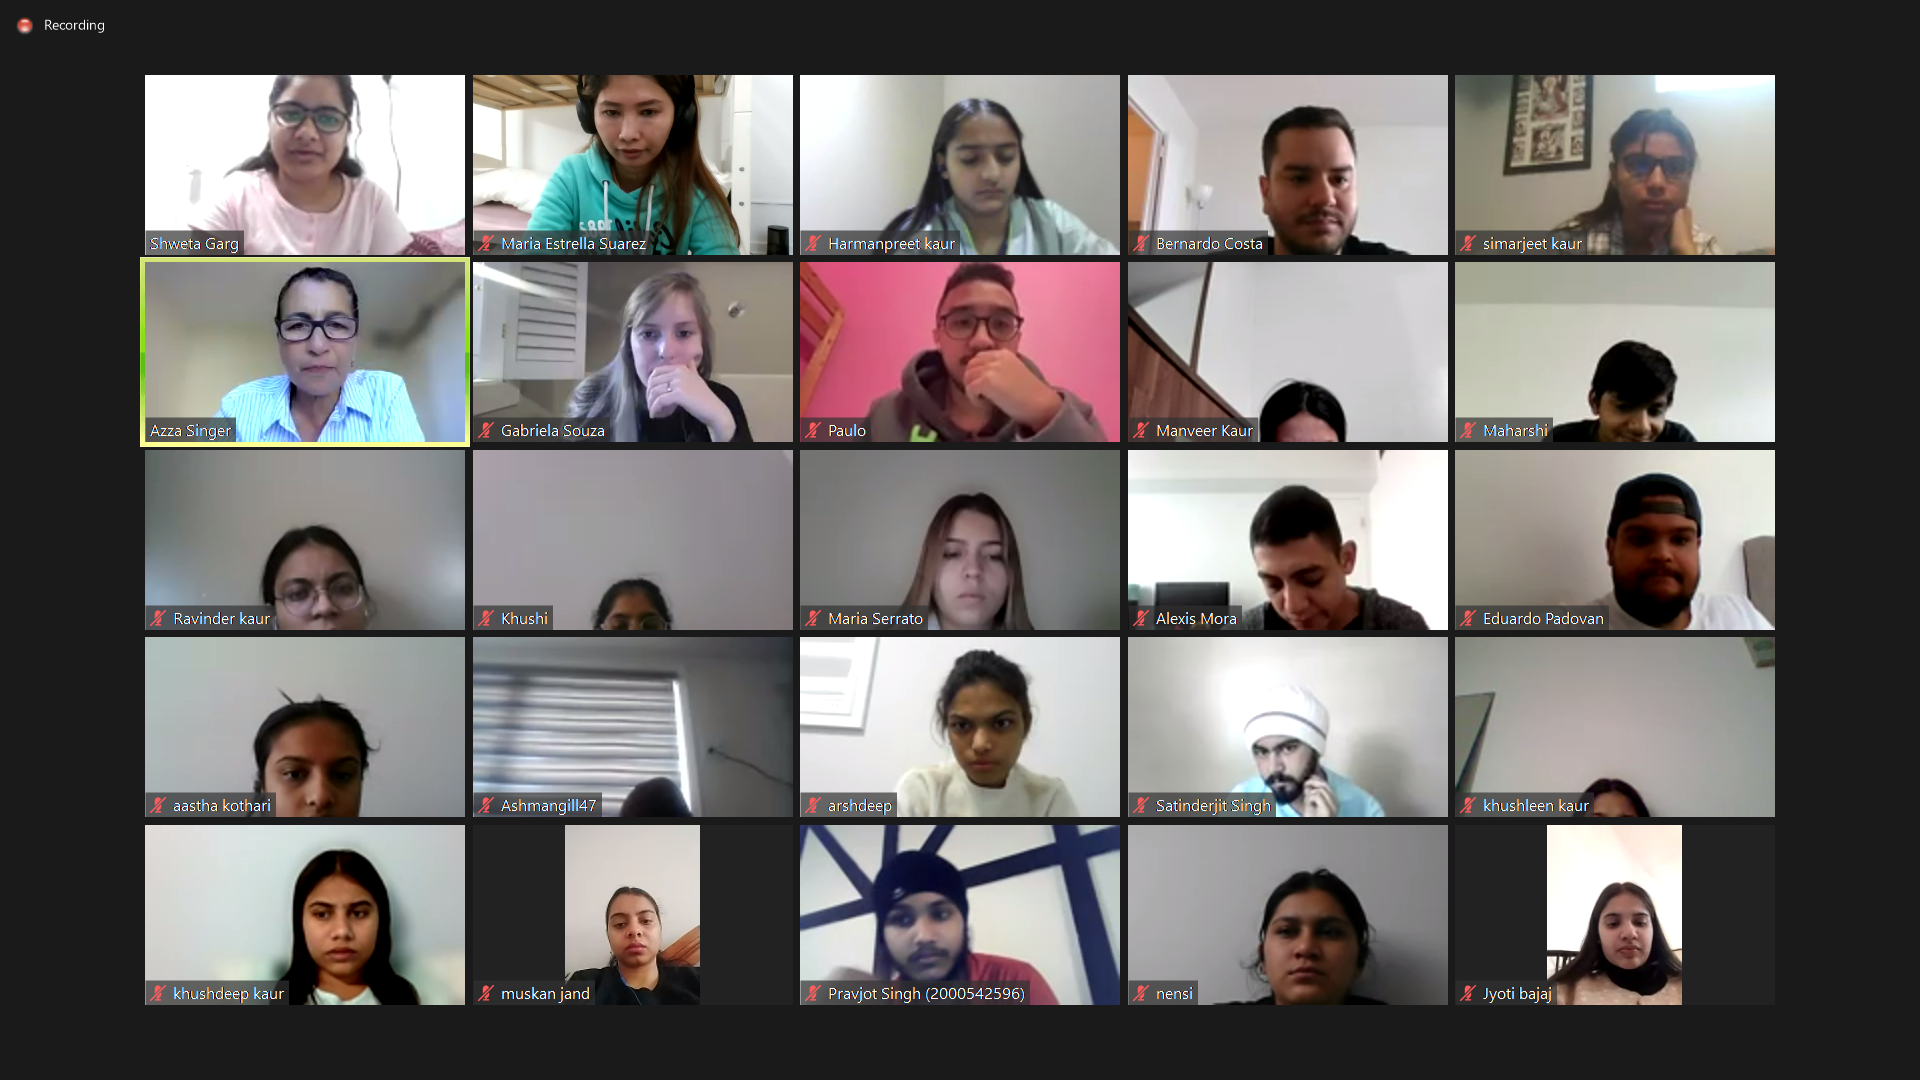 Recording
Shweta Garg
Maria Estrella Suarez
Harmanpreet kaur
Bernardo Costa
simarjeet kaur
Azza Singer
Gabriela Souza
Paulo
Manveer Kaur
Maharshi
Ravinder kaur
Khushi
Maria Serrato
Alexis Mora
Eduardo Padovan
aastha kothari
Ashmangill47
arshdeep
Satinderjit Singh
khushleen kaur
khushdeep kaur
muskan jand
Pravjot Singh (2000542596)
nensi
Jyoti bajaj